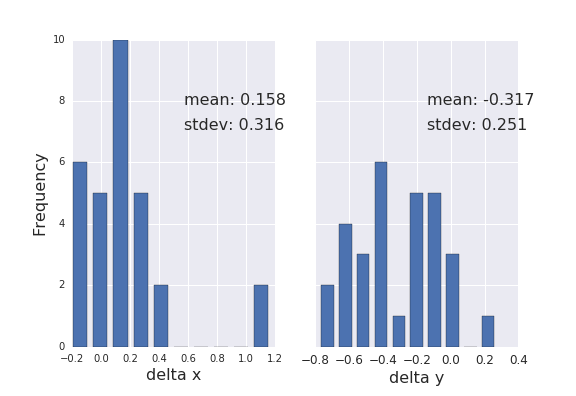 10
8
6
4
2
0
Frequency
mean: 0.158
stdev: 0.316
−0.2 0.0 0.2 0.4 0.6 0.8 1.0 1.2
delta x
mean: -0.317
stdev: 0.251
−0.8 −0.6 −0.4 −0.2 0.0 0.2 0.4
delta y